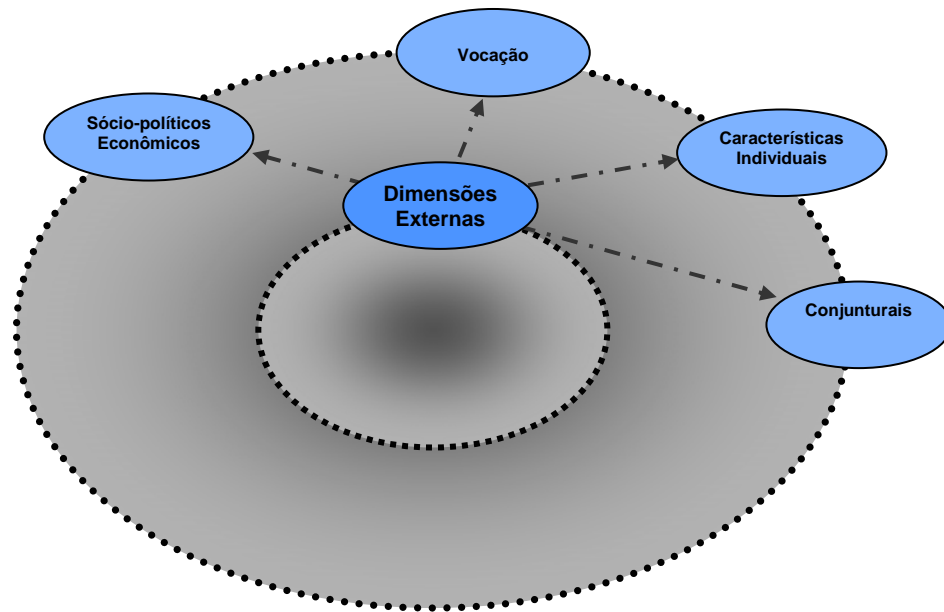 Vocação
Sócio-políticos
Econômicos
Características
Individuais
Dimensões
Externas
Conjunturais